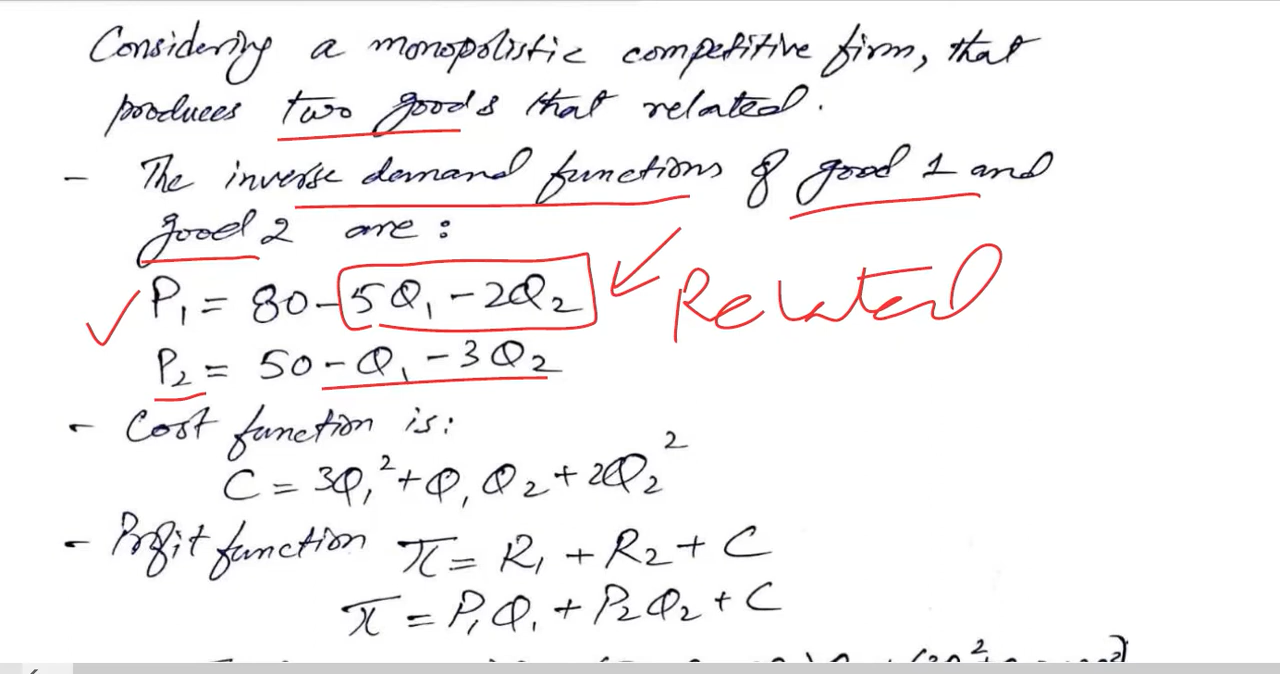 Considering a monopolistic competitive firm, that
produces two goods that related.
- The inverse demand functions of good 1 and
good 2 are:
P₁ = 80 - 5Q₁ - 2Q₂ Related
P₂ = 50 - Q₁ - 3Q₂
- Cost function is:
C = 3Q₁² + Q₁Q₂ + 2Q₂²
- Profit function π = R₁ + R₂ + C
π = P₁Q₁ + P₂Q₂ + C